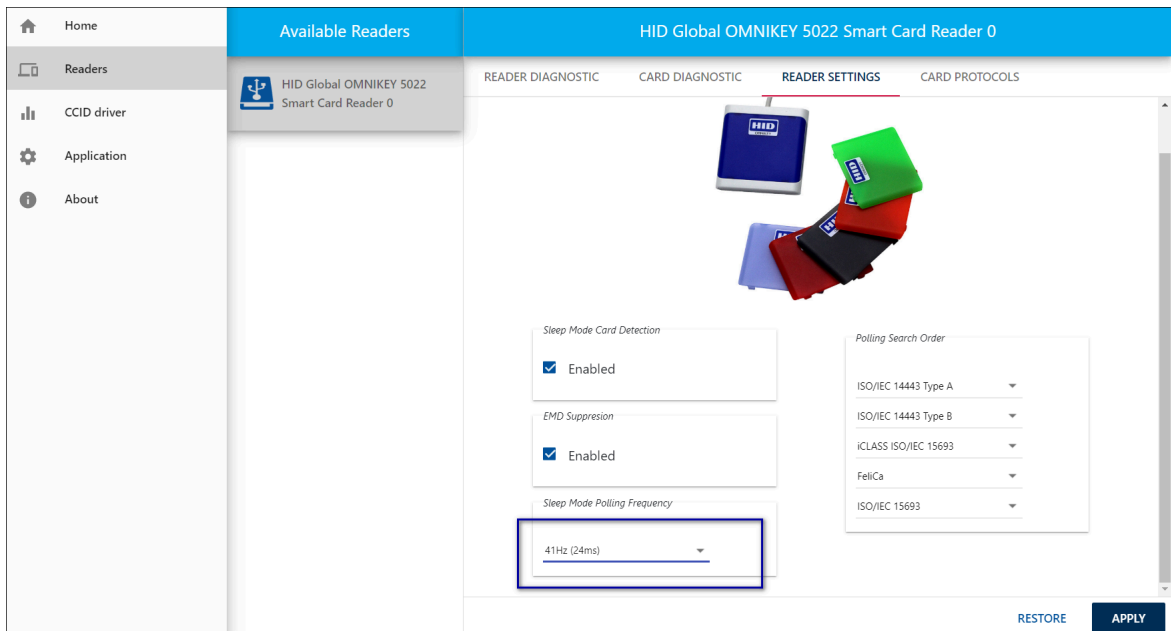 Home
Readers
CCID driver
Application
About
Available Readers
HID Global OMNIKEY 5022
Smart Card Reader 0
HID Global OMNIKEY 5022 Smart Card Reader 0
READER DIAGNOSTIC
CARD DIAGNOSTIC
READER SETTINGS
CARD PROTOCOLS
HID
HID
Sleep Mode Card Detection
Enabled
EMD Suppresion
Enabled
Sleep Mode Polling Frequency
41Hz (24ms)
Polling Search Order
ISO/IEC 14443 Type A
ISO/IEC 14443 Type B
iCLASS ISO/IEC 15693
FeliCa
ISO/IEC 15693
RESTORE
APPLY